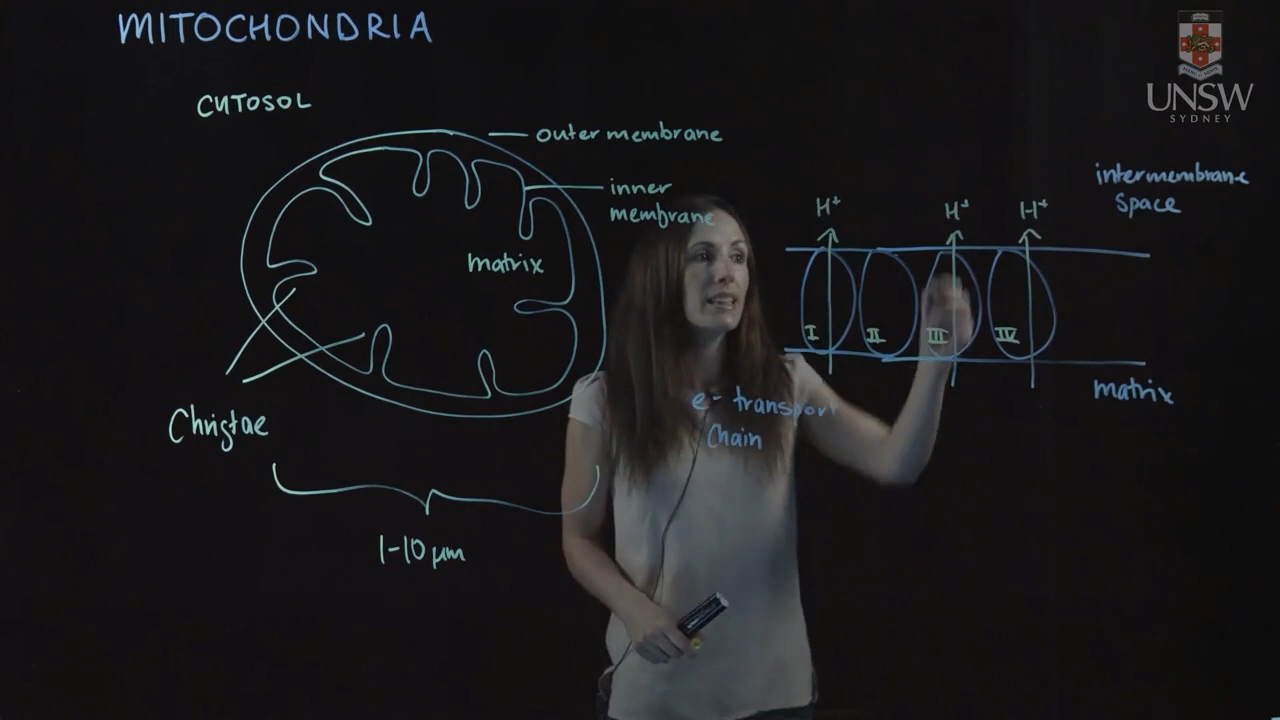 MITOCHONDRIA
CYTOSOL
outer membrane
inner
membrane
matrix
Christae
1-10 µm
e- transport
Chain
H+ H+ H+
I II III IV
intermembrane
space
matrix
UNSW
SYDNEY